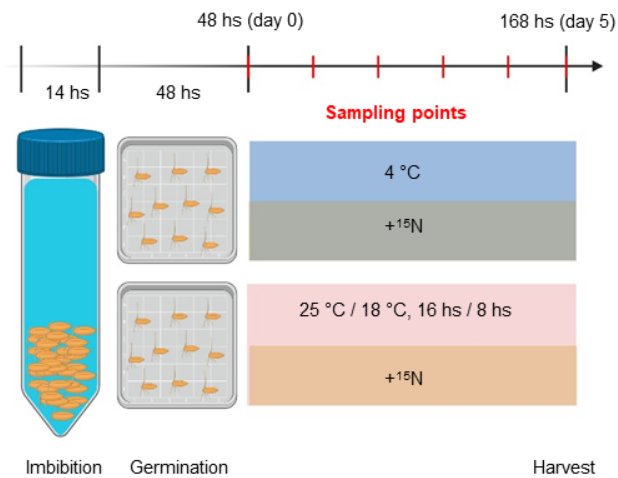 48 hs (day 0)
168 hs (day 5)
14 hs
48 hs
Sampling points
4 °C
+¹⁵N
25 °C / 18 °C, 16 hs / 8 hs
+¹⁵N
Imbibition
Germination
Harvest